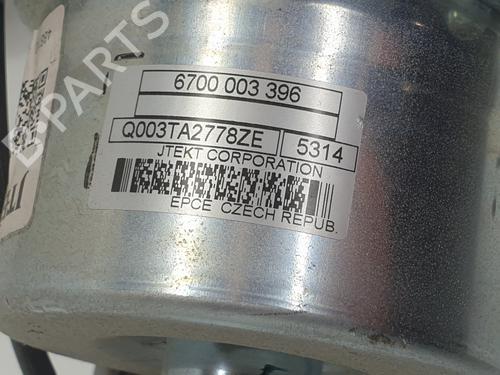 B-PARTS
6700 003 396
Q003TA2778ZE 5314
JTEKT CORPORATION
EPCE CZECH REPUB.